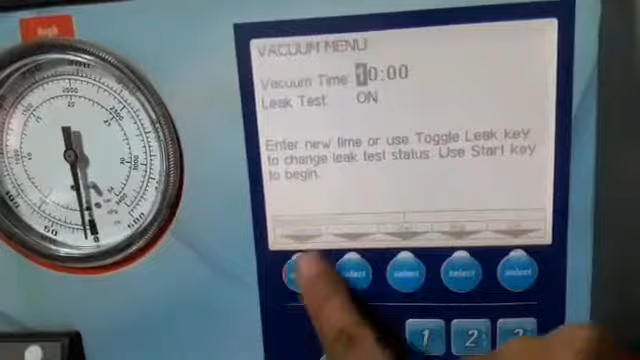 High
VACUUM MENU
Vacuum Time: 10:00
Leak Test ON
Enter new time or use Toggle Leak key
to change leak test status. Use Start key
to begin.
select select select select
1 2 3